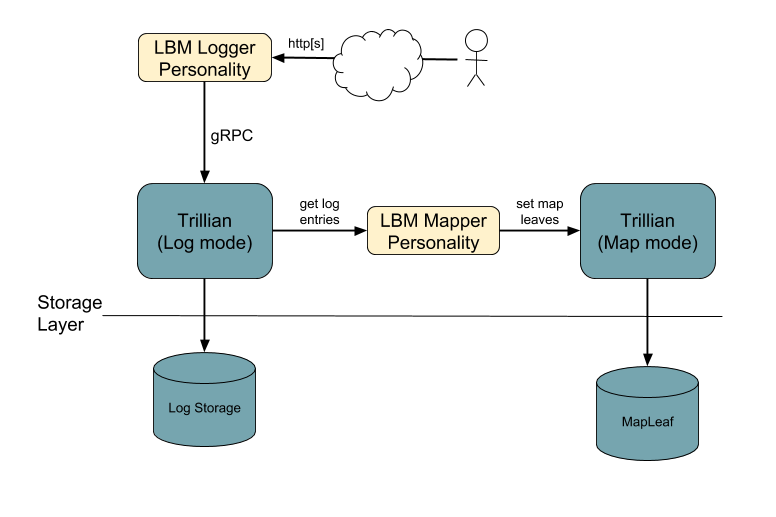 LBM Logger
Personality
http[s]
gRPC
Trillian
(Log mode)
get log
entries
LBM Mapper
Personality
set map
leaves
Trillian
(Map mode)
Storage
Layer
Log Storage
MapLeaf